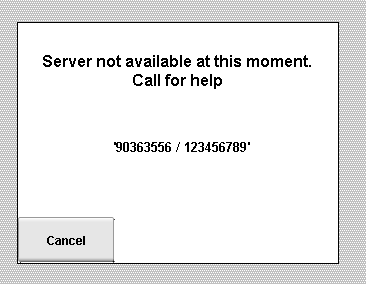 Server not available at this moment.
Call for help
'90363556 / 123456789'
Cancel